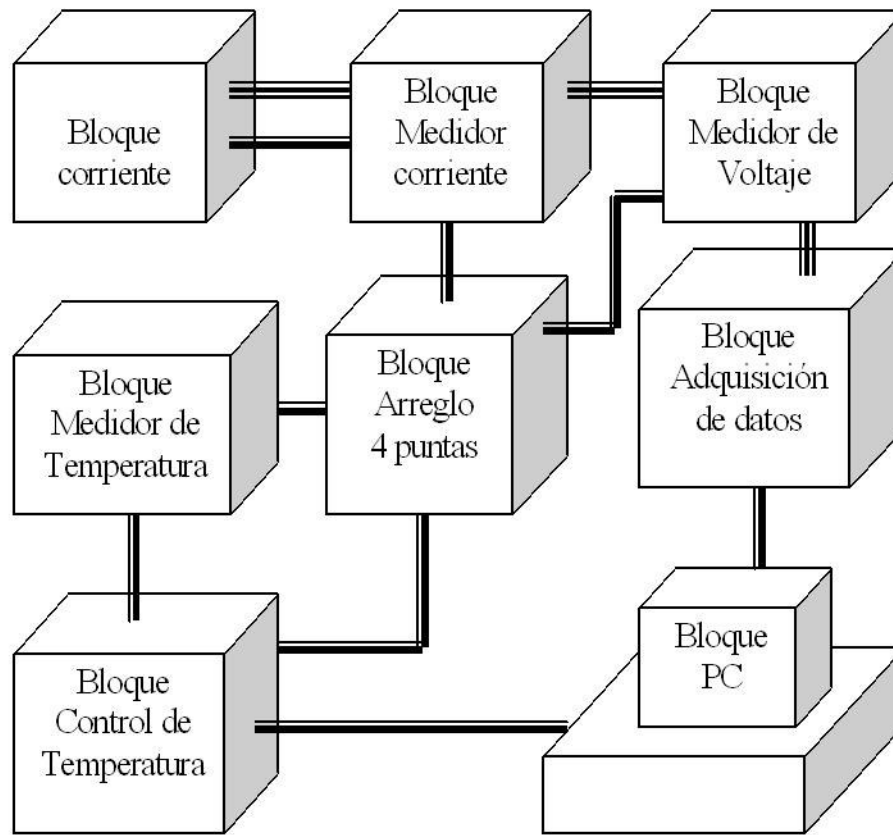 Bloque
corriente
Bloque
Medidor
corriente
Bloque
Medidor de
Voltaje
Bloque
Medidor de
Temperatura
Bloque
Arreglo
4 puntas
Bloque
Adquisición
de datos
Bloque
Control de
Temperatura
Bloque
PC